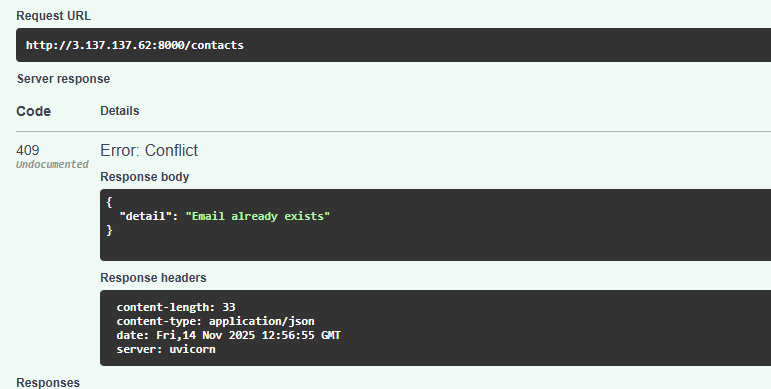 Request URL
http://3.137.137.62:8000/contacts
Server response
Code Details
409 Error: Conflict
Undocumented
Response body
{
  "detail": "Email already exists"
}
Response headers
content-length: 33
content-type: application/json
date: Fri,14 Nov 2025 12:56:55 GMT
server: uvicorn
Responses